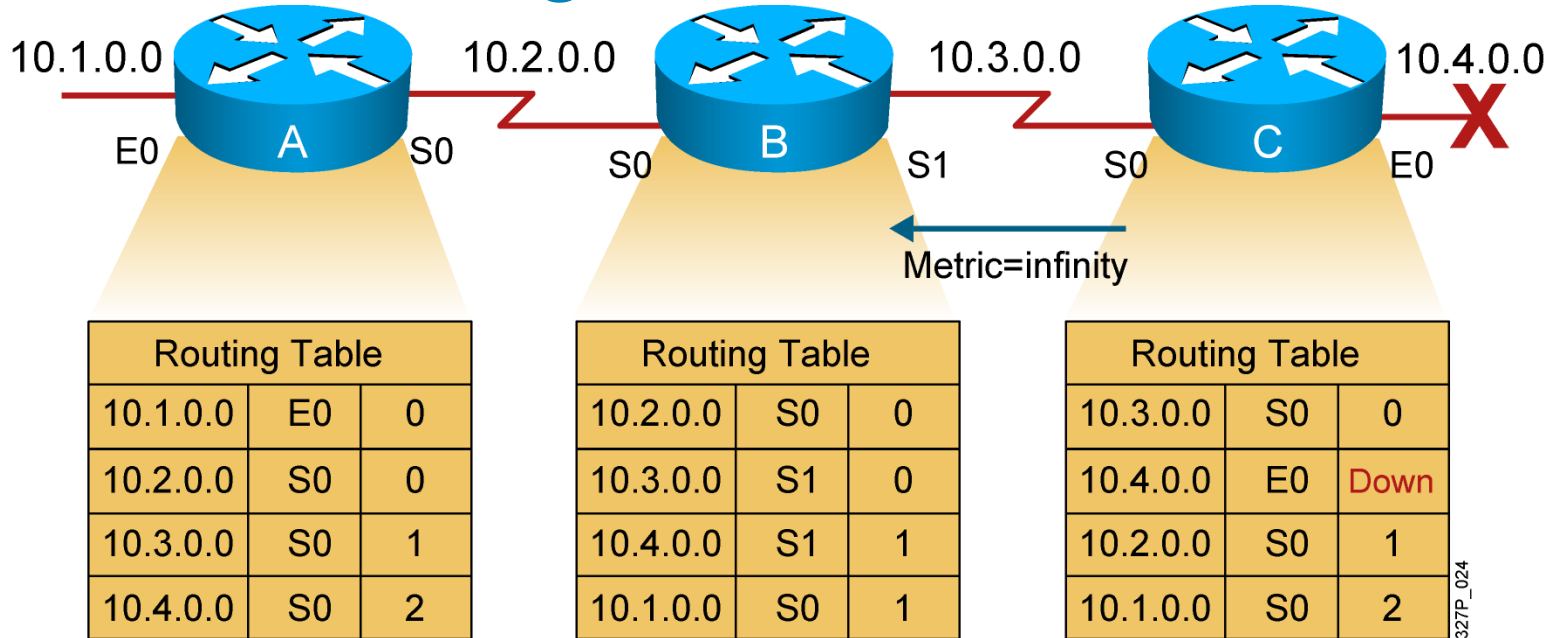 10.1.0.0 10.2.0.0 10.3.0.0 10.4.0.0
A B C
E0 S0 S0 S1 S0 E0
Metric=infinity
Routing Table
10.1.0.0 E0 0
10.2.0.0 S0 0
10.3.0.0 S0 1
10.4.0.0 S0 2
Routing Table
10.2.0.0 S0 0
10.3.0.0 S1 0
10.4.0.0 S1 1
10.1.0.0 S0 1
Routing Table
10.3.0.0 S0 0
10.4.0.0 E0 Down
10.2.0.0 S0 1
10.1.0.0 S0 2
327P_024